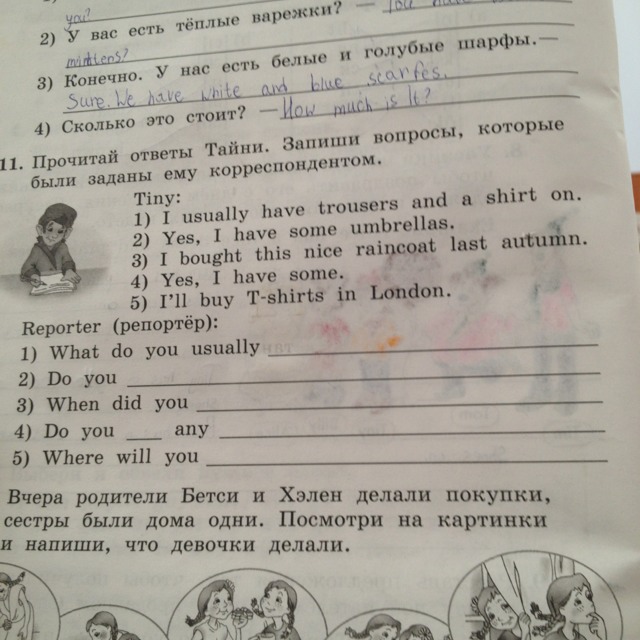 you?
2) У вас есть тёплые варежки? — You have
mittens?
3) Конечно. У нас есть белые и голубые шарфы.—
Sure. We have white and blue scarfes.
4) Сколько это стоит? — How much is It?
11. Прочитай ответы Тайни. Запиши вопросы, которые
были заданы ему корреспондентом.
Tiny:
1) I usually have trousers and a shirt on.
2) Yes, I have some umbrellas.
3) I bought this nice raincoat last autumn.
4) Yes, I have some.
5) I'll buy T-shirts in London.
Reporter (репортёр):
1) What do you usually
2) Do you
3) When did you
4) Do you ___ any
5) Where will you
Вчера родители Бетси и Хэлен делали покупки,
сестры были дома одни. Посмотри на картинки
и напиши, что девочки делали.